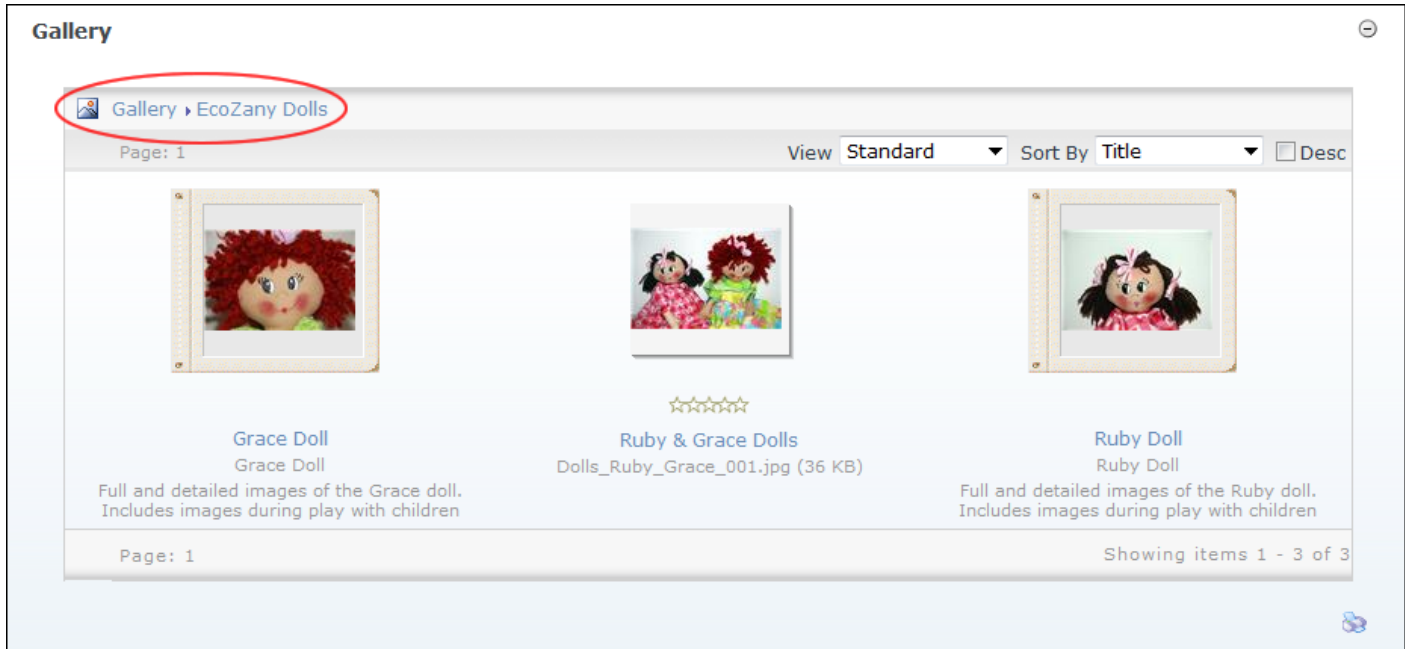 Gallery
Gallery EcoZany Dolls
Page: 1 View Standard Sort By Title Desc
Grace Doll
Grace Doll
Full and detailed images of the Grace doll.
Includes images during play with children
Ruby & Grace Dolls
Dolls_Ruby_Grace_001.jpg (36 KB)
Ruby Doll
Ruby Doll
Full and detailed images of the Ruby doll.
Includes images during play with children
Page: 1 Showing items 1 - 3 of 3